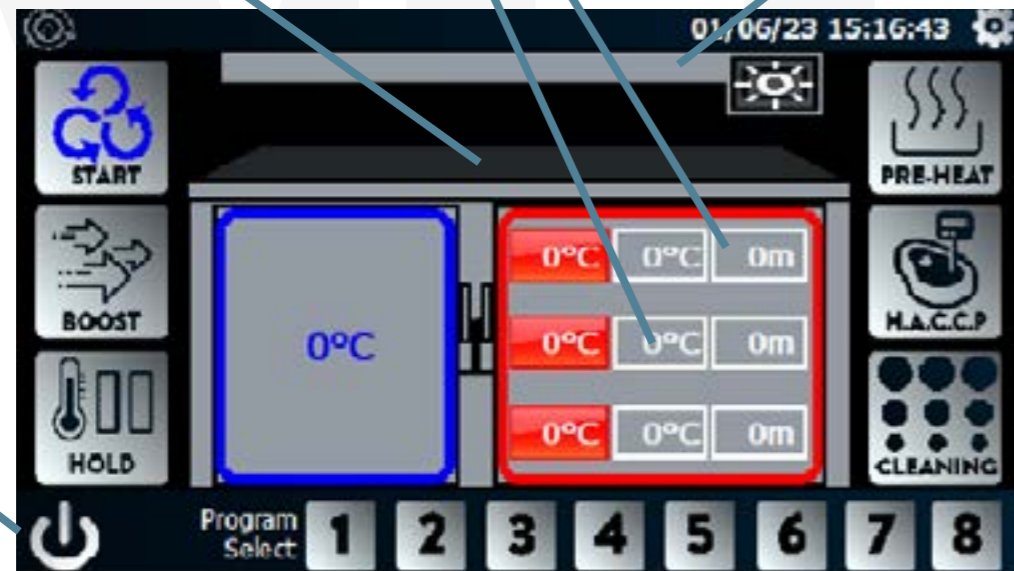 01/06/23 15:16:43
START
PRE-HEAT
0°C 0°C 0m
BOOST
0°C
0°C 0°C 0m
H.A.C.C.P
HOLD
0°C 0°C 0m
CLEANING
Program
Select
1 2 3 4 5 6 7 8